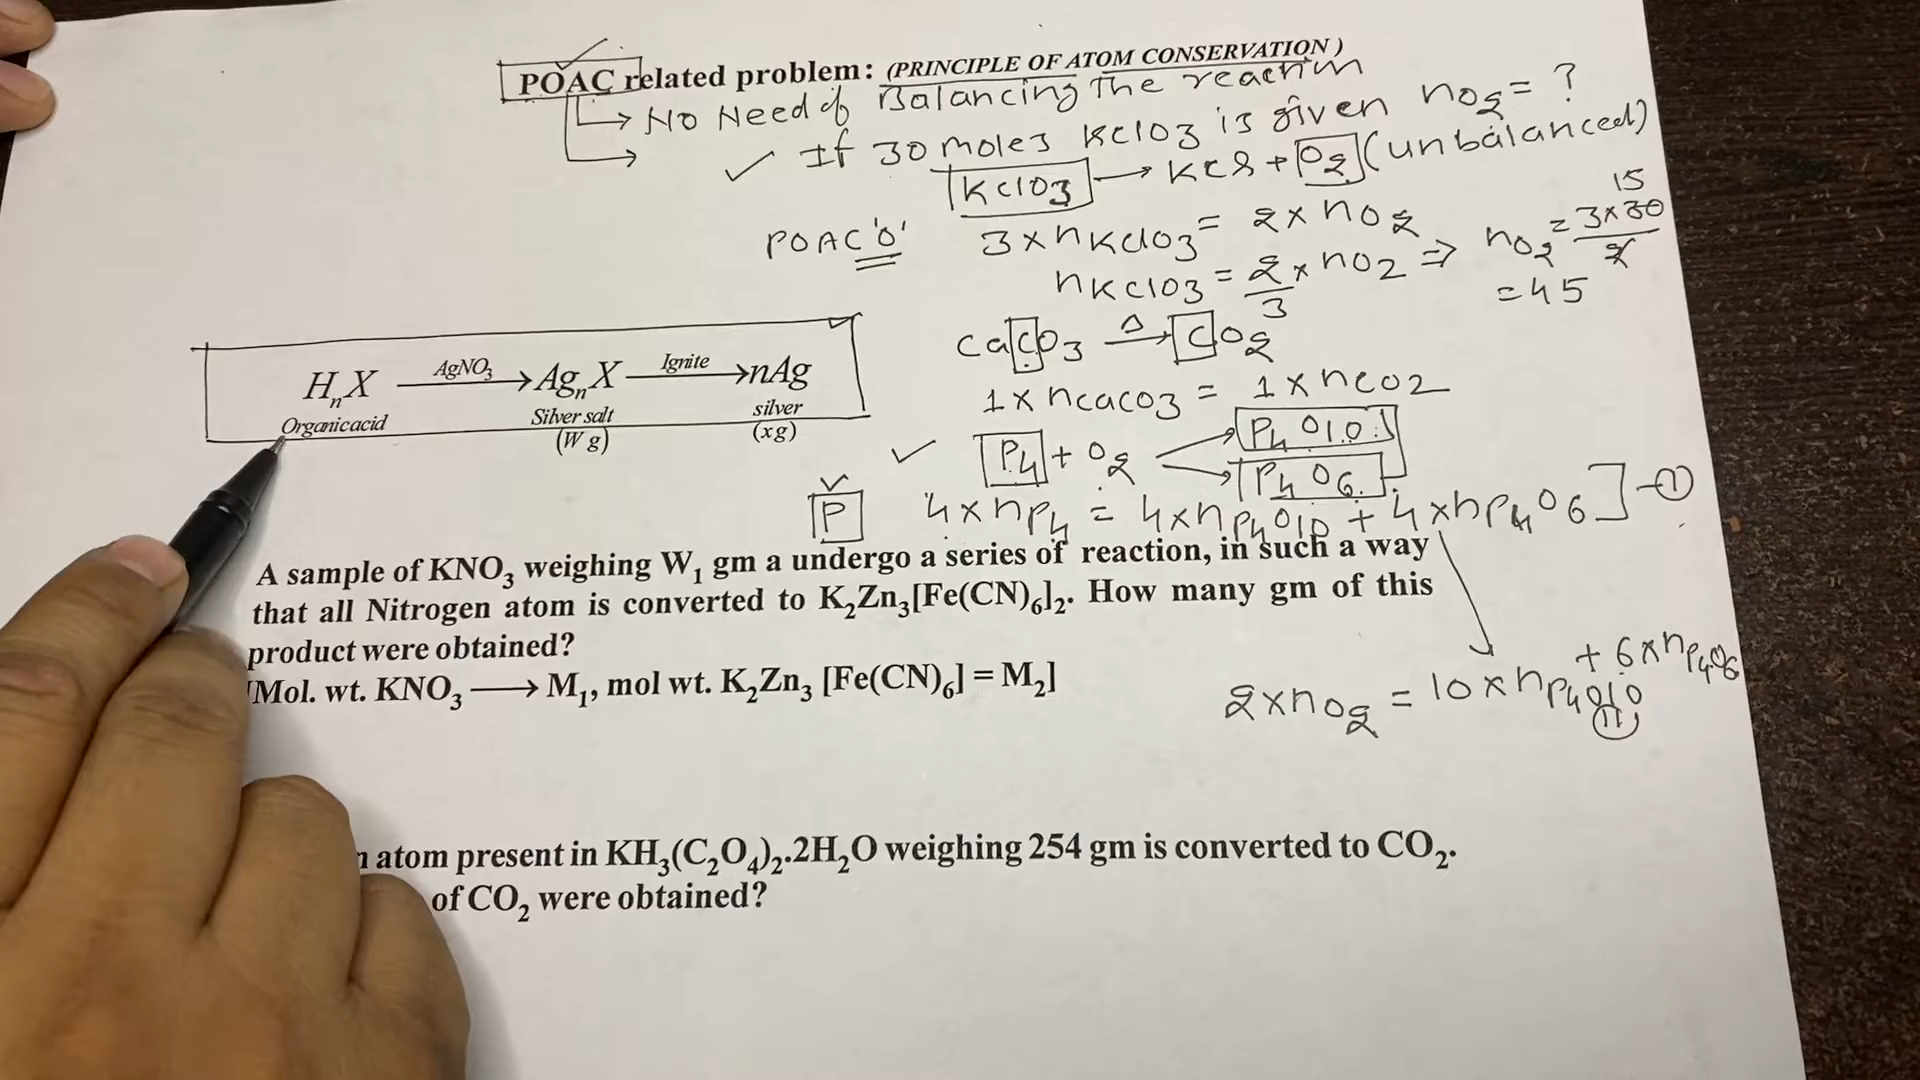 POAC related problem: (PRINCIPLE OF ATOM CONSERVATION)
→ No Need of Balancing The reaction
→ ✓ If 30 moles KClO3 is given nO2 = ?
KClO3 → KCl + O2 (unbalanced)
POAC 'O' 3 × nKClO3 = 2 × nO2
nKClO3 = 2/3 × nO2 ⇒ nO2 = 3 × 30/2 15
= 45
CaCO3 Δ→ CO2
1 × nCaCO3 = 1 × nCO2
HₙX AgNO₃→ AgₙX Ignite→ nAg
Organic acid Silver salt silver
(W g) (xg)
✓ P4 + O2 → P4O10
→ P4O6
P 4 × nP4 = 4 × nP4O10 + 4 × nP4O6 ] - ①
A sample of KNO₃ weighing W₁ gm a undergo a series of reaction, in such a way
that all Nitrogen atom is converted to K₂Zn₃[Fe(CN)₆]₂. How many gm of this
product were obtained?
[Mol. wt. KNO₃ → M₁, mol wt. K₂Zn₃ [Fe(CN)₆] = M₂]
2 × nO2 = 10 × nP4O10 + 6 × nP4O6
(11)
atom present in KH₃(C₂O₄)₂.2H₂O weighing 254 gm is converted to CO₂.
of CO₂ were obtained?